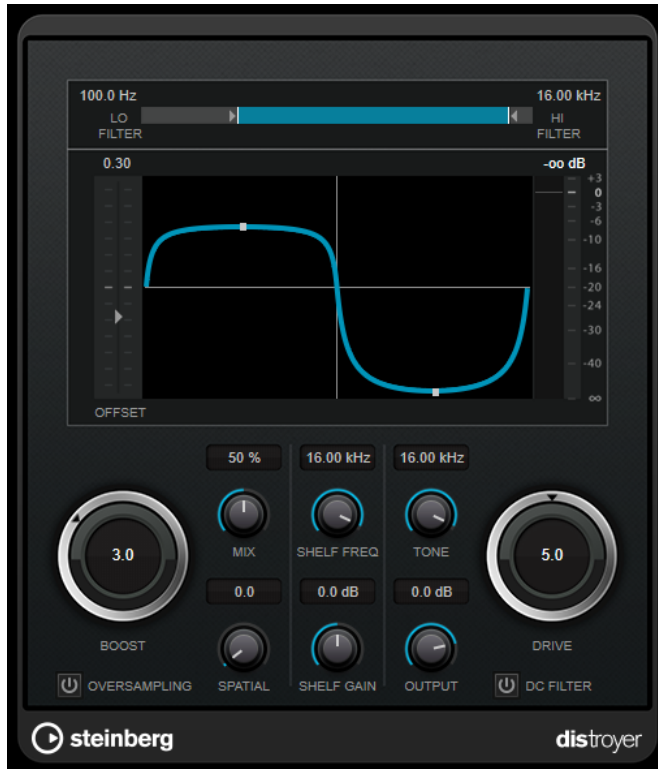 100.0 Hz
16.00 kHz
LO
FILTER
HI
FILTER
0.30
-oo dB
+3
0
-3
-6
-10
-16
-20
-24
-30
-40
∞
OFFSET
50 %
16.00 kHz
16.00 kHz
3.0
MIX
SHELF FREQ
TONE
5.0
0.0
0.0 dB
0.0 dB
BOOST
DRIVE
OVERSAMPLING
SPATIAL
SHELF GAIN
OUTPUT
DC FILTER
steinberg
distroyer